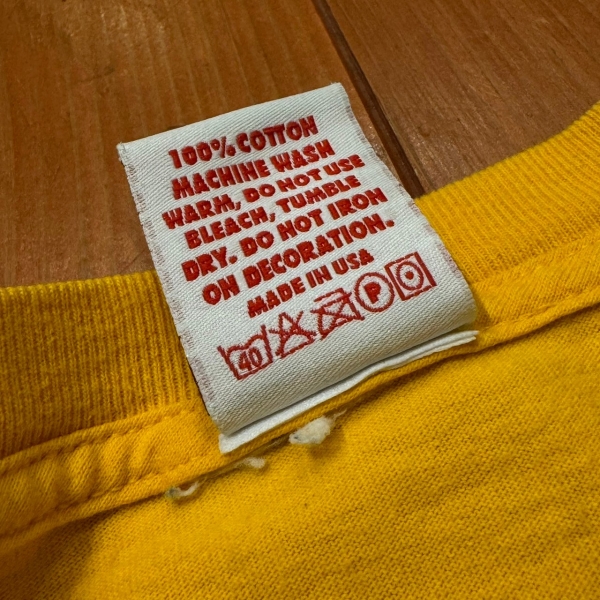 100% COTTON
MACHINE WASH
WARM, DO NOT USE
BLEACH, TUMBLE
DRY. DO NOT IRON
ON DECORATION.
MADE IN USA
40 P